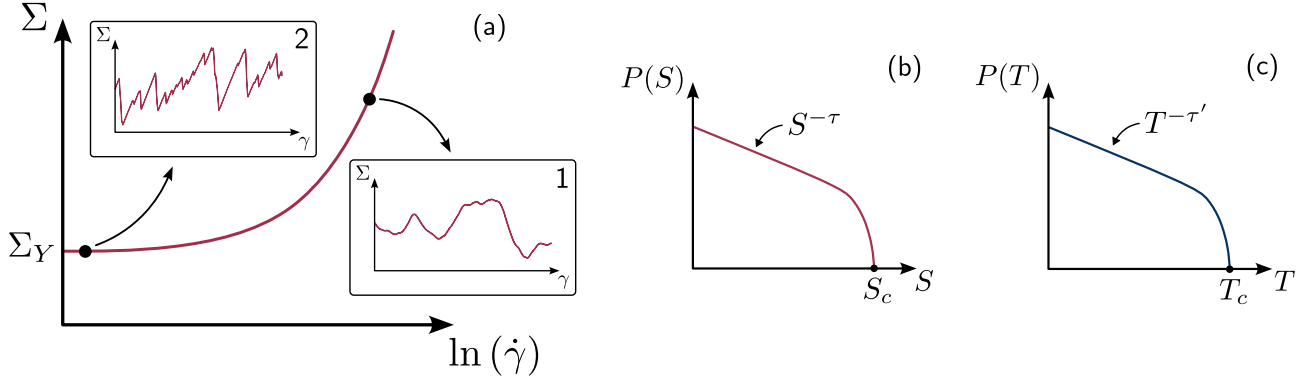 Σ
(a)
2
Σ
γ
1
Σ
γ
Σ_Y
ln (γ̇)
(b)
P(S)
S^{-τ}
S_c
S
(c)
P(T)
T^{-τ'}
T_c
T